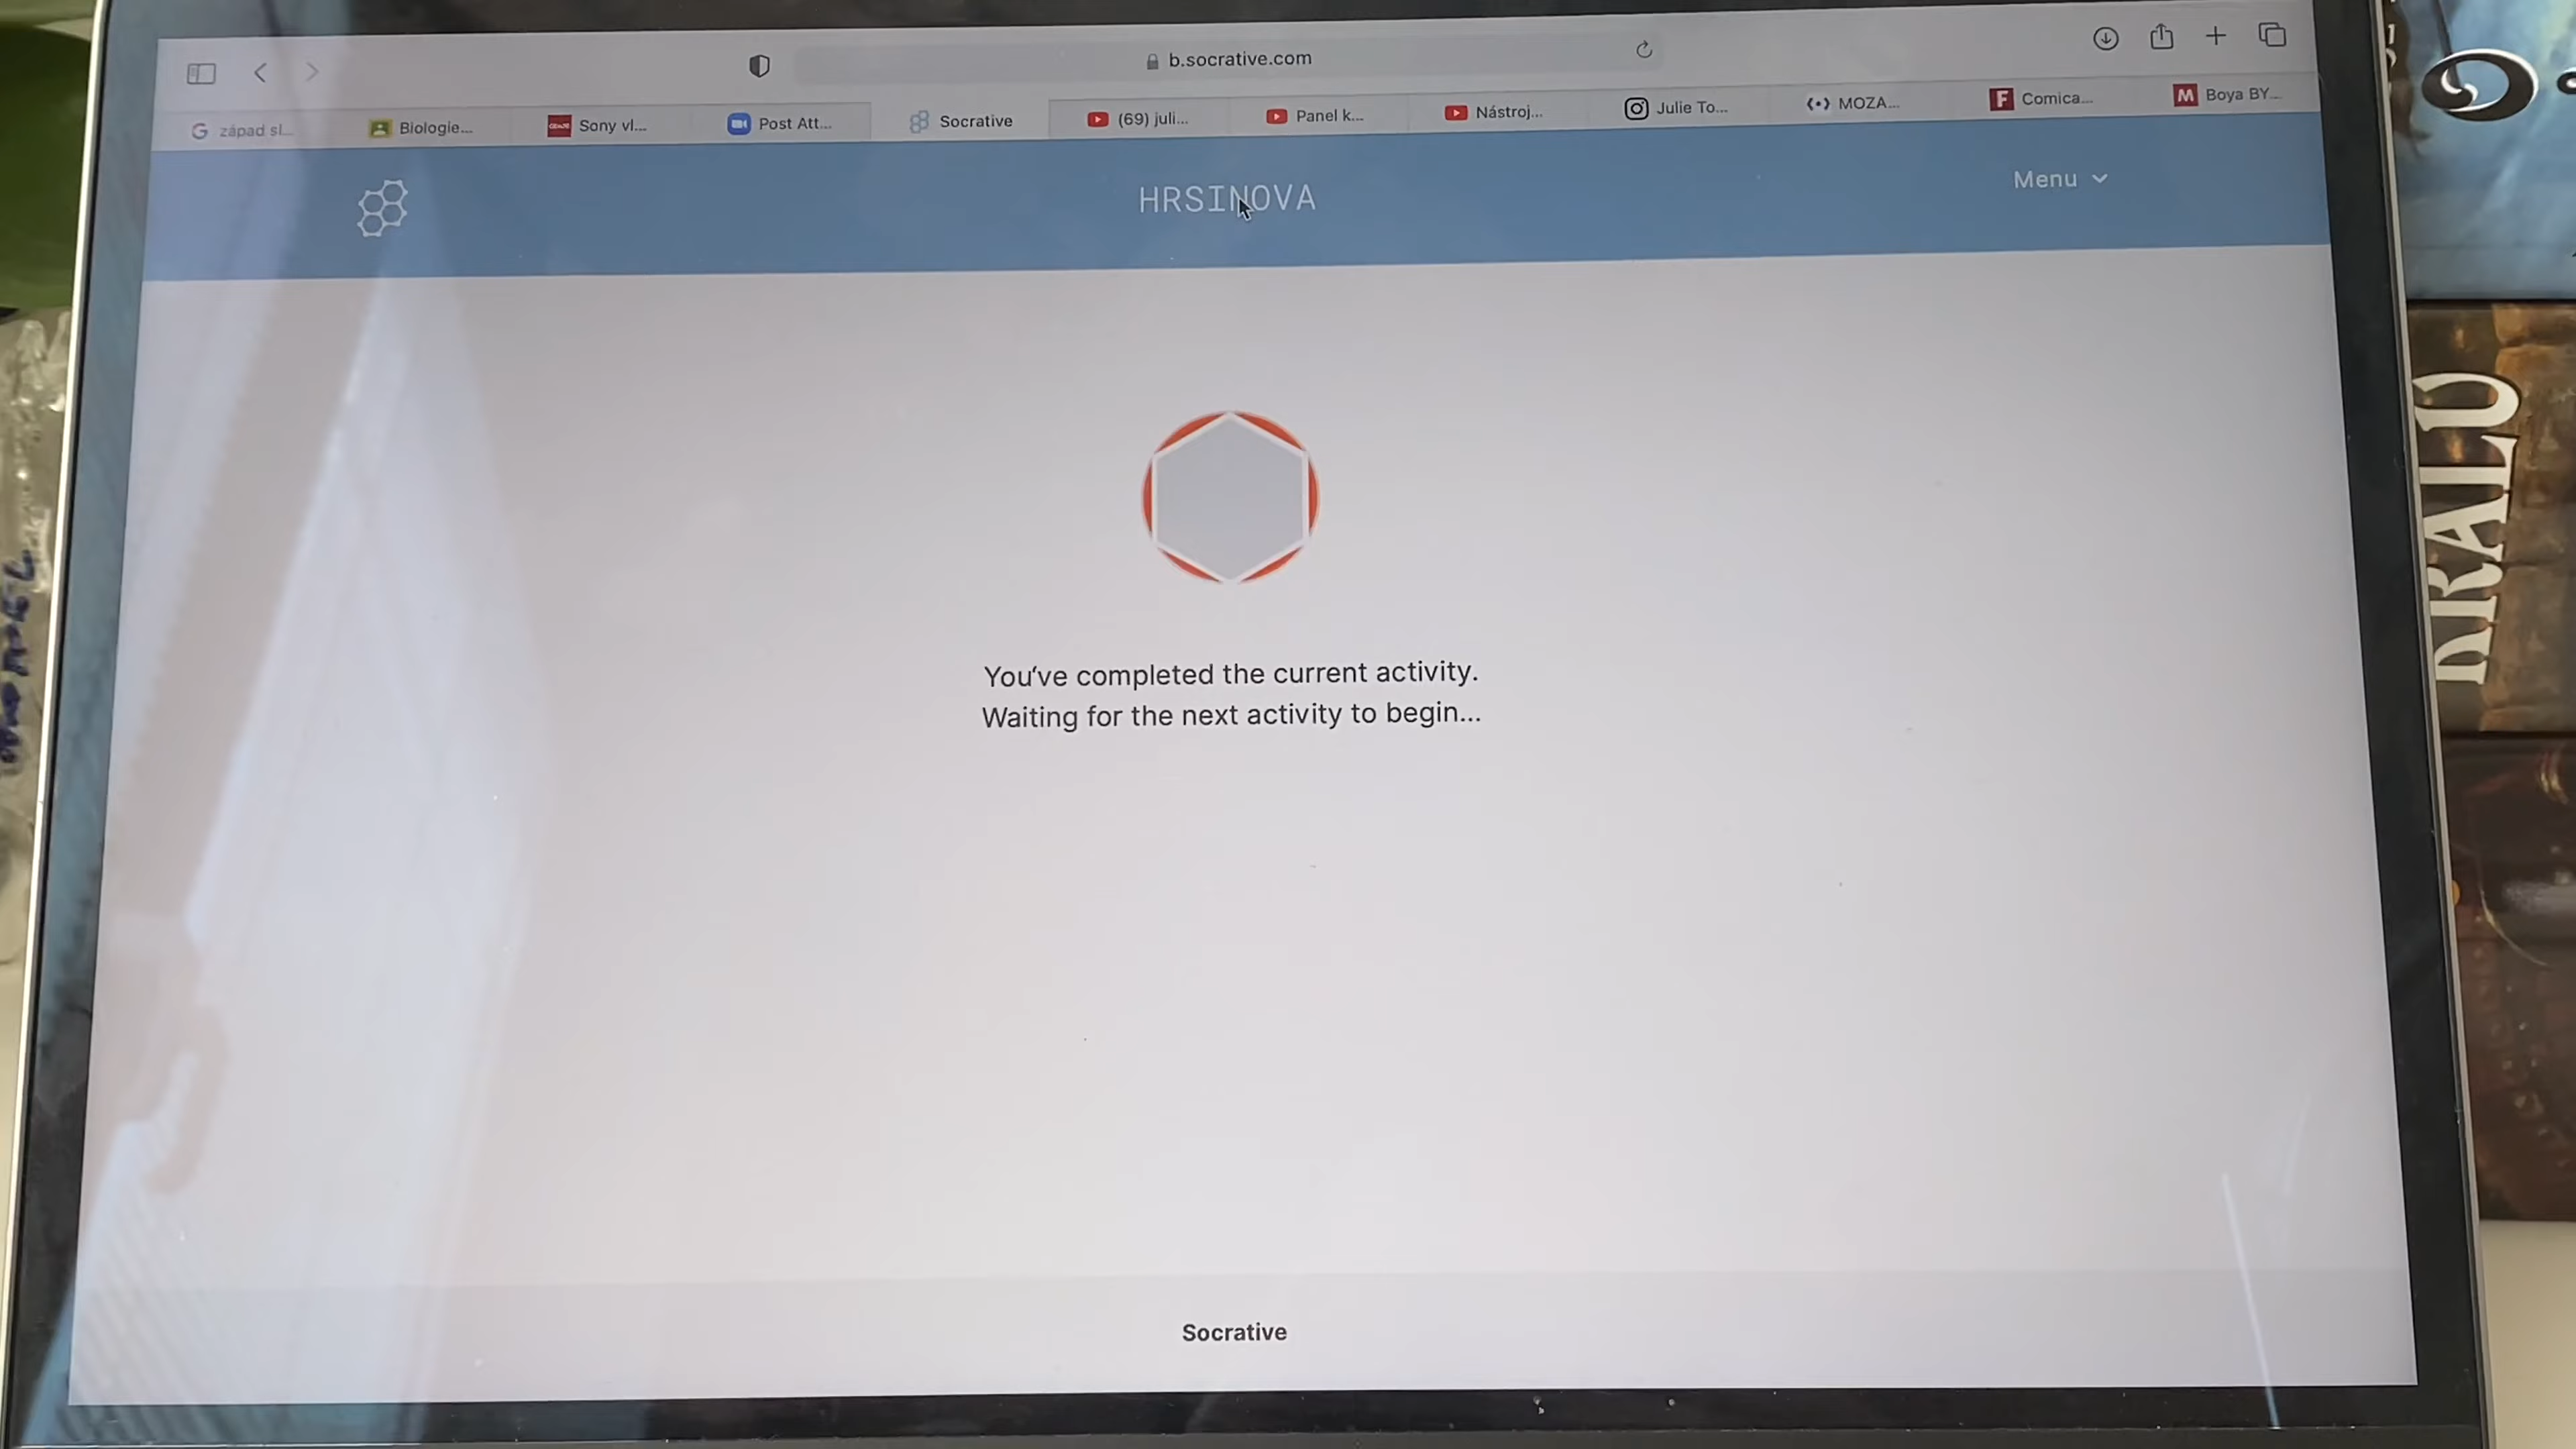 b.socrative.com
západ sl...
Biologie...
Sony vl...
Post Att...
Socrative
(69) juli...
Panel k...
Nástroj...
Julie To...
MOZA...
Comica...
Boya BY...
HRSINOVA
Menu
You've completed the current activity.
Waiting for the next activity to begin...
Socrative